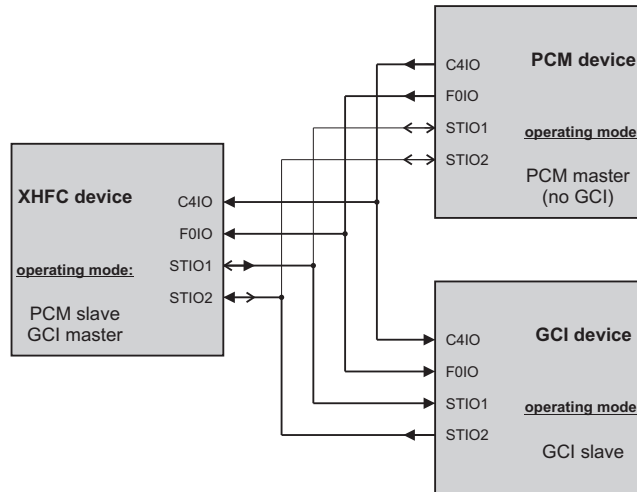 PCM device
C4IO
F0IO
STIO1
STIO2
operating mode
PCM master
(no GCI)
XHFC device
C4IO
F0IO
STIO1
STIO2
operating mode:
PCM slave
GCI master
GCI device
C4IO
F0IO
STIO1
STIO2
operating mode
GCI slave